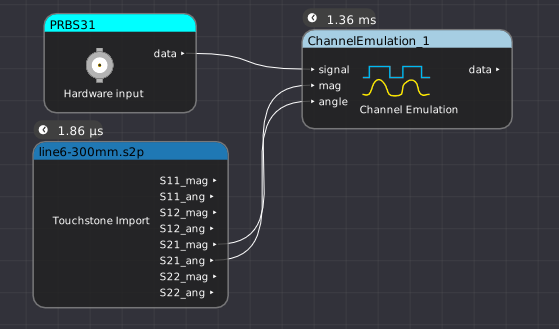 PRBS31
data
Hardware input
1.36 ms
ChannelEmulation_1
signal
data
mag
angle
Channel Emulation
1.86 µs
line6-300mm.s2p
S11_mag
S11_ang
S12_mag
Touchstone Import
S12_ang
S21_mag
S21_ang
S22_mag
S22_ang